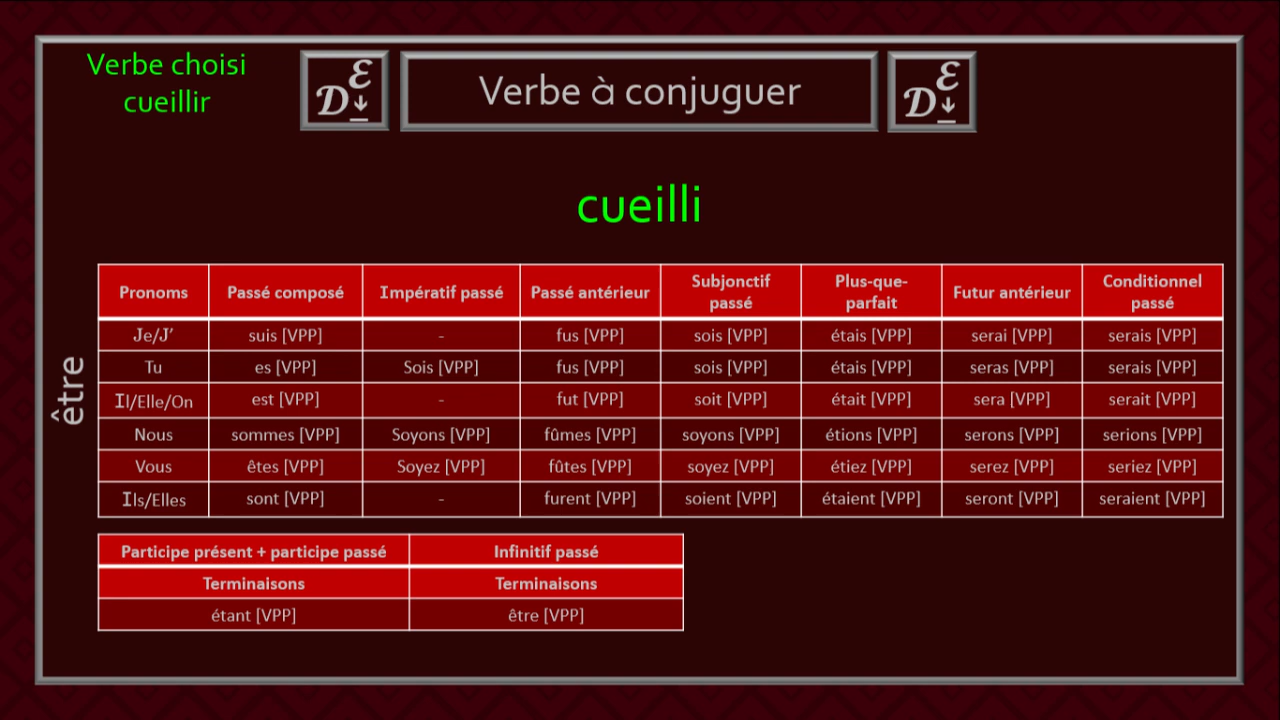 Verbe choisi
cueillir
D ℰ
↓
Verbe à conjuguer
D ℰ
↓
cueilli
être
Pronoms Passé composé Impératif passé Passé antérieur Subjonctif passé Plus-que-parfait Futur antérieur Conditionnel passé
Je/J’ suis [VPP] - fus [VPP] sois [VPP] étais [VPP] serai [VPP] serais [VPP]
Tu es [VPP] Sois [VPP] fus [VPP] sois [VPP] étais [VPP] seras [VPP] serais [VPP]
Il/Elle/On est [VPP] - fut [VPP] soit [VPP] était [VPP] sera [VPP] serait [VPP]
Nous sommes [VPP] Soyons [VPP] fûmes [VPP] soyons [VPP] étions [VPP] serons [VPP] serions [VPP]
Vous êtes [VPP] Soyez [VPP] fûtes [VPP] soyez [VPP] étiez [VPP] serez [VPP] seriez [VPP]
Ils/Elles sont [VPP] - furent [VPP] soient [VPP] étaient [VPP] seront [VPP] seraient [VPP]
Participe présent + participe passé Infinitif passé
Terminaisons Terminaisons
étant [VPP] être [VPP]